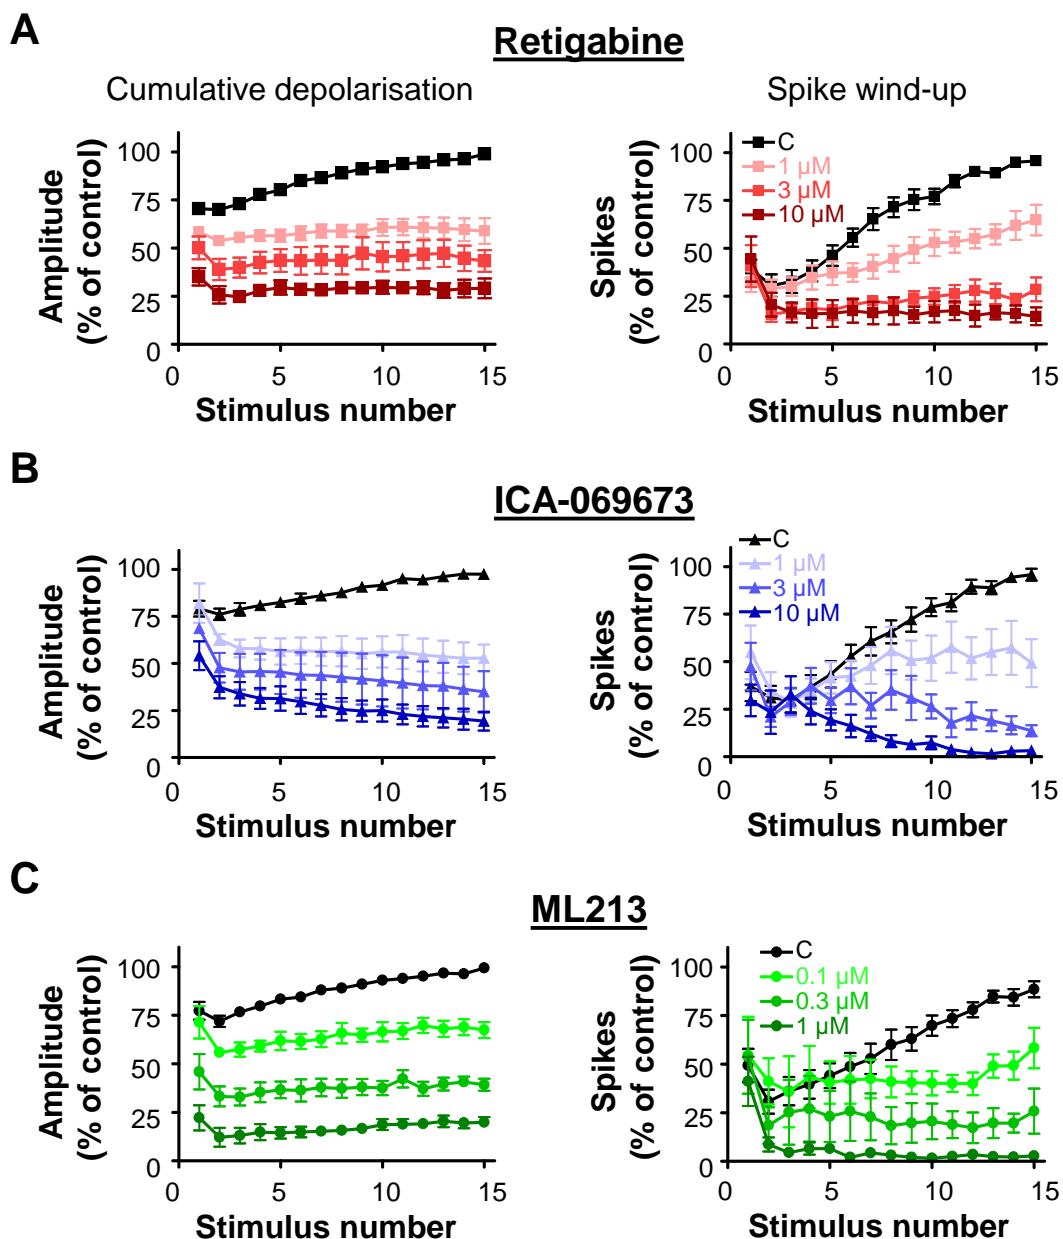 A
Retigabine
Cumulative depolarisation
Spike wind-up
Amplitude
(% of control)
100
75
50
25
0
0 5 10 15
Stimulus number
Spikes
(% of control)
100
75
50
25
0
C
1 µM
3 µM
10 µM
0 5 10 15
Stimulus number
B
ICA-069673
Amplitude
(% of control)
100
75
50
25
0
0 5 10 15
Stimulus number
Spikes
(% of control)
100
75
50
25
0
C
1 µM
3 µM
10 µM
0 5 10 15
Stimulus number
C
ML213
Amplitude
(% of control)
100
75
50
25
0
0 5 10 15
Stimulus number
Spikes
(% of control)
100
75
50
25
0
C
0.1 µM
0.3 µM
1 µM
0 5 10 15
Stimulus number